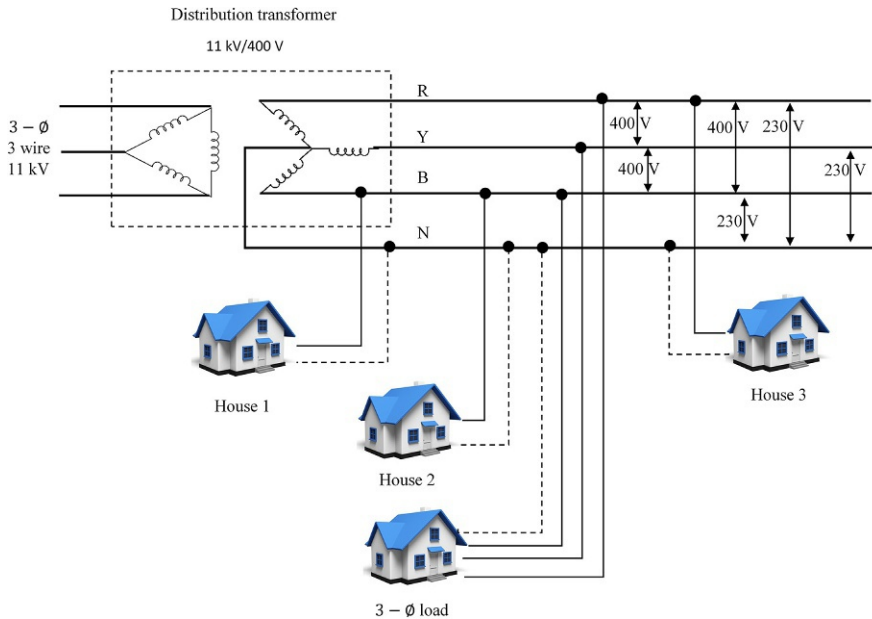 Distribution transformer
11 kV/400 V
3 − Ø
3 wire
11 kV
R
Y
B
N
400 V
400 V
230 V
400 V
230 V
230 V
House 1
House 2
House 3
3 − Ø load